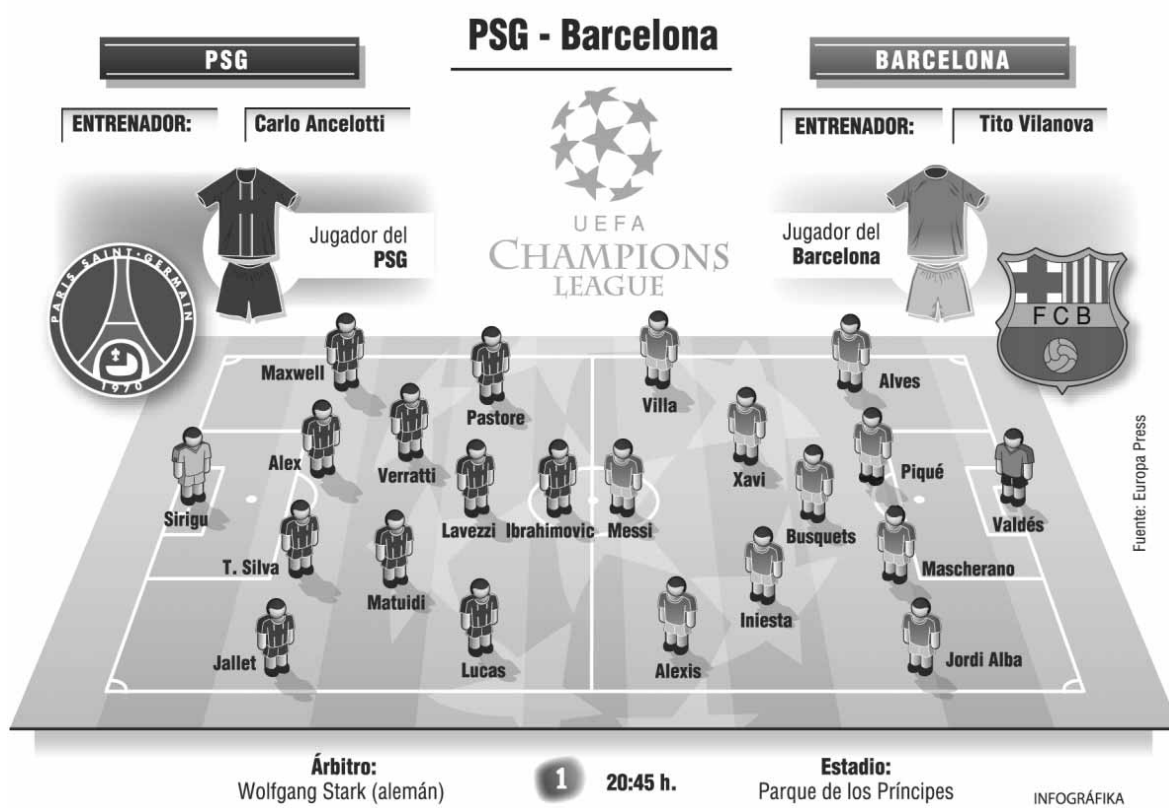 PSG - Barcelona
PSG
ENTRENADOR:
Carlo Ancelotti
Jugador del
PSG
PARIS SAINT-GERMAIN
1970
UEFA
CHAMPIONS
LEAGUE
BARCELONA
ENTRENADOR:
Tito Vilanova
Jugador del
Barcelona
FCB
Maxwell
Pastore
Villa
Alves
Alex
Verratti
Xavi
Piqué
Sirigu
Lavezzi
Ibrahimovic
Messi
Busquets
Valdés
T. Silva
Matuidi
Iniesta
Mascherano
Jallet
Lucas
Alexis
Jordi Alba
Fuente: Europa Press
Árbitro:
Wolfgang Stark (alemán)
1
20:45 h.
Estadio:
Parque de los Príncipes
INFOGRÁFIKA